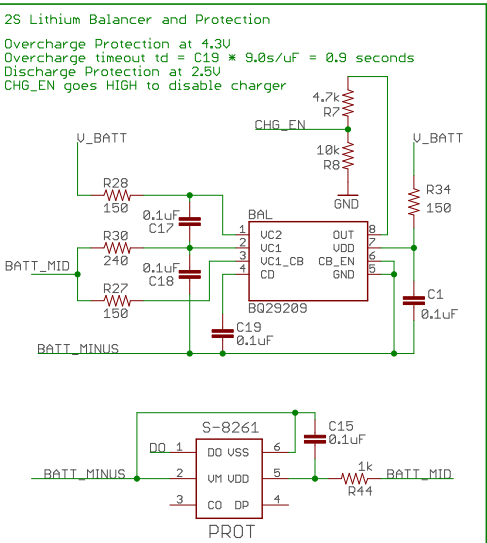 2S Lithium Balancer and Protection
Overcharge Protection at 4.3V
Overcharge timeout td = C19 * 9.0s/uF = 0.9 seconds
Discharge Protection at 2.5V
CHG_EN goes HIGH to disable charger
4.7k
R7
CHG_EN
V_BATT
V_BATT
10k
R8
R28
150
GND
R34
150
0.1uF
C17
BAL
R30
240
1 VC2 OUT 8
2 VC1 VDD 7
3 VC1_CB CB_EN 6
4 CD GND 5
BATT_MID
0.1uF
C18
R27
150
BQ29209
C1
0.1uF
C19
0.1uF
BATT_MINUS
S-8261
C15
0.1uF
DO 1 DO VSS 6
BATT_MINUS 2 VM VDD 5
1k
R44
BATT_MID
3 CO DP 4
PROT